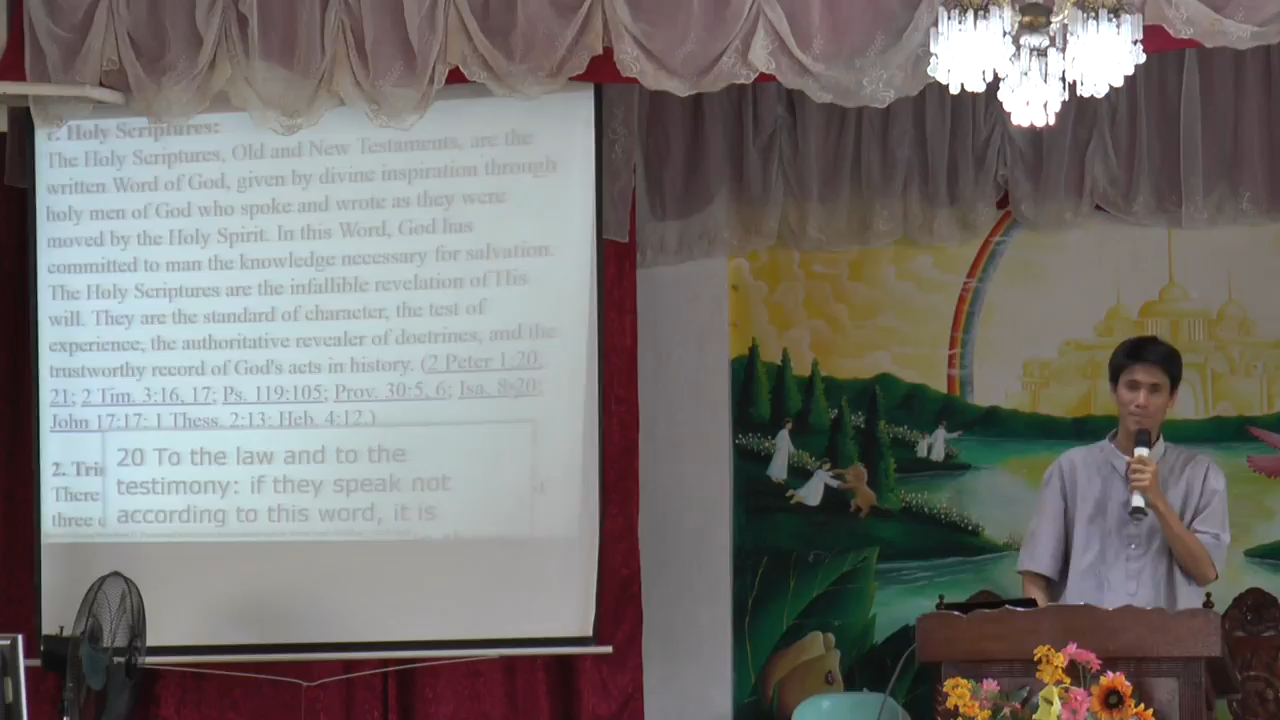 1. Holy Scriptures:
The Holy Scriptures, Old and New Testaments, are the
written Word of God, given by divine inspiration through
holy men of God who spoke and wrote as they were
moved by the Holy Spirit. In this Word, God has
committed to man the knowledge necessary for salvation.
The Holy Scriptures are the infallible revelation of His
will. They are the standard of character, the test of
experience, the authoritative revealer of doctrines, and the
trustworthy record of God's acts in history. (2 Peter 1:20,
21; 2 Tim. 3:16, 17; Ps. 119:105; Prov. 30:5, 6; Isa. 8:20;
John 17:17; 1 Thess. 2:13; Heb. 4:12.)
20 To the law and to the
testimony: if they speak not
according to this word, it is
2. Tri
There
three